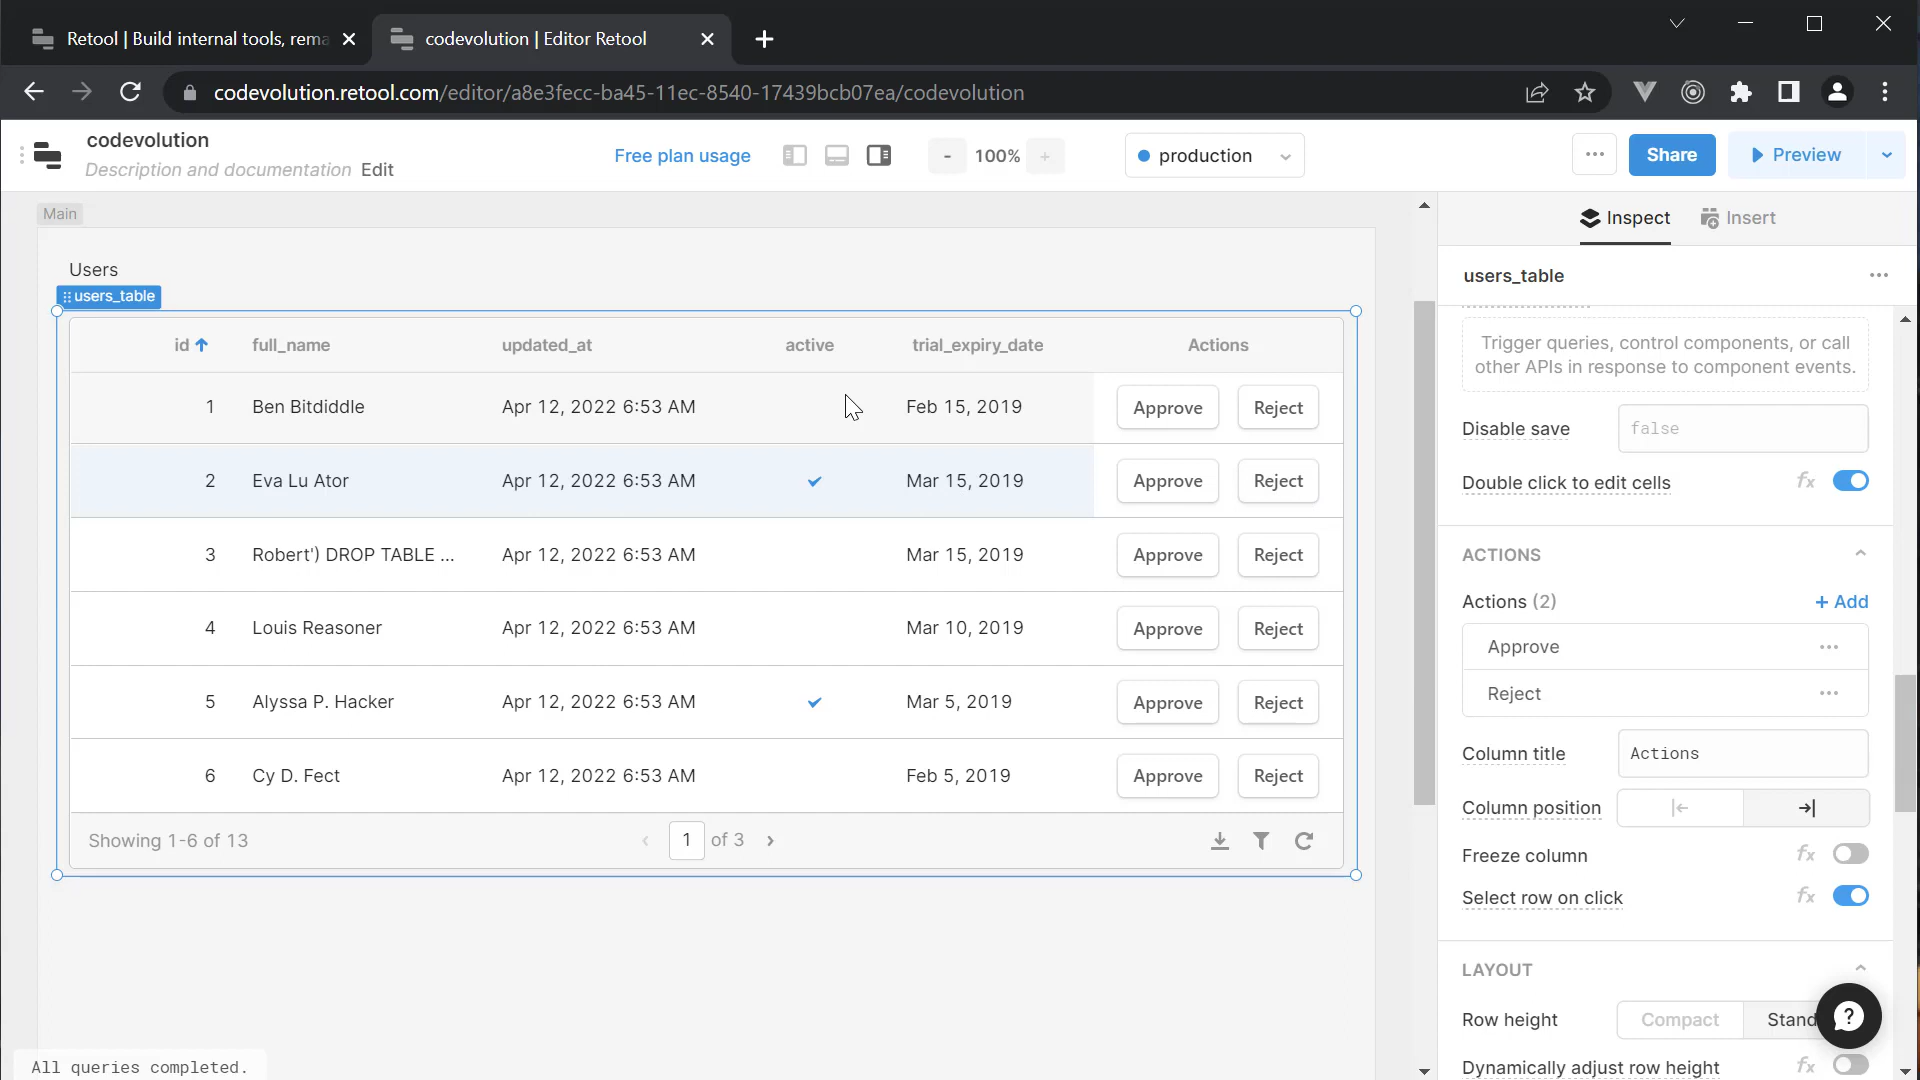 Retool | Build internal tools, rema
codevolution | Editor Retool
codevolution.retool.com/editor/a8e3fecc-ba45-11ec-8540-17439bcb07ea/codevolution
codevolution
Description and documentation Edit
Free plan usage
- 100% +
production
Share
Preview
Main
Inspect
Insert
Users
users_table
users_table
id full_name updated_at active trial_expiry_date Actions
1 Ben Bitdiddle Apr 12, 2022 6:53 AM Feb 15, 2019 Approve Reject
2 Eva Lu Ator Apr 12, 2022 6:53 AM Mar 15, 2019 Approve Reject
3 Robert') DROP TABLE ... Apr 12, 2022 6:53 AM Mar 15, 2019 Approve Reject
4 Louis Reasoner Apr 12, 2022 6:53 AM Mar 10, 2019 Approve Reject
5 Alyssa P. Hacker Apr 12, 2022 6:53 AM Mar 5, 2019 Approve Reject
6 Cy D. Fect Apr 12, 2022 6:53 AM Feb 5, 2019 Approve Reject
Showing 1-6 of 13
1 of 3
Trigger queries, control components, or call
other APIs in response to component events.
Disable save false
Double click to edit cells fx
ACTIONS
Actions (2) + Add
Approve
Reject
Column title Actions
Column position
Freeze column fx
Select row on click fx
LAYOUT
Row height Compact Stand
Dynamically adjust row height fx
?
All queries completed.